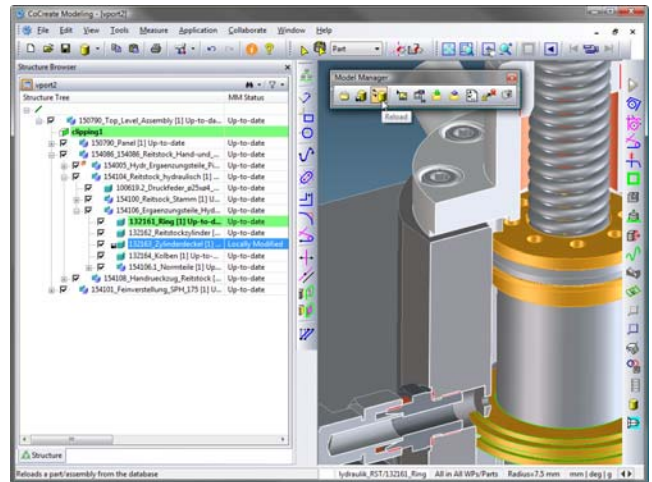 CoCreate Modeling - [vport2]
File Edit View Tools Measure Application Collaborate Window Help
Part
Structure Browser
vport2
Structure Tree MM Status
/
150790_Top_Level_Assembly [1] Up-to-da... Up-to-date
clipping1
150790_Panel [1] Up-to-date Up-to-date
154086_154086_Reitstock_Hand-und_... Up-to-date
154005_Hydr_Ergaenzungsteile_Fi... Up-to-date
154104_Reitstock_hydraulisch [1] ... Up-to-date
100619.2_Druckfeder_ Up-to-date
154100_Reitsock_Stamm [1] U... Up-to-date
154106_Ergaenzungsteile_Hyd... Up-to-date
132161_Ring [1] Up-to-d... Up-to-date
132162_Reitstockzylinder [... Up-to-date
132163_Zylinderdeckel [1] ... Locally Modified
132164_Kolben [1] Up-to-... Up-to-date
154106.1_Normteile [1] Up... Up-to-date
154108_Handrueckzug_Reitstock [... Up-to-date
154101_Feinverstellung_SPH_175 [1] U... Up-to-date
Model Manager
Reload
Structure
Reloads a part/assembly from the database
lydraulik_RST/132161_Ring All in All WPs/Parts Radius=7.5 mm mm | deg | g